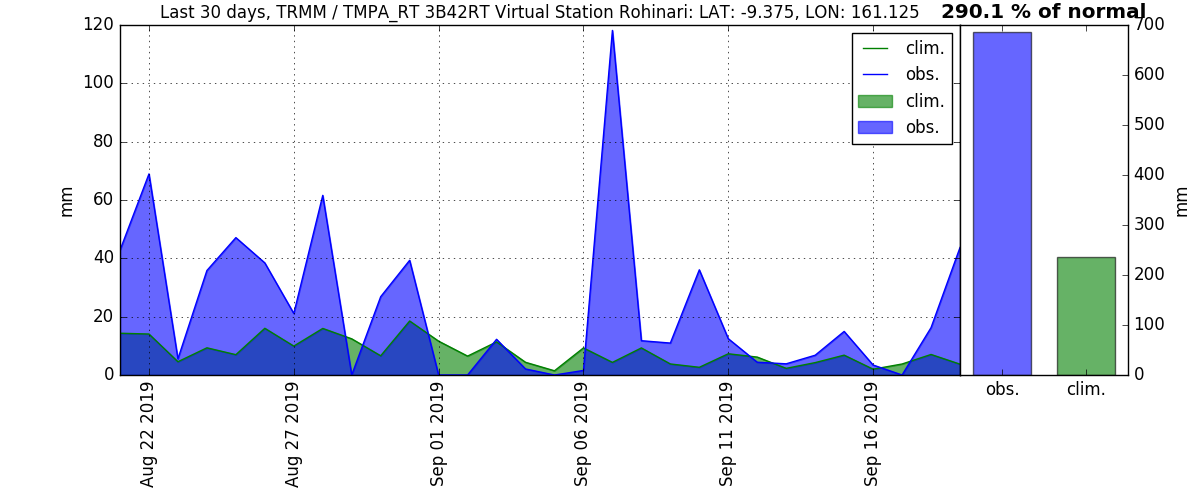 Last 30 days, TRMM / TMPA_RT 3B42RT Virtual Station Rohinari: LAT: -9.375, LON: 161.125
290.1 % of normal
120
100
80
60
40
20
0
mm
clim.
obs.
clim.
obs.
Aug 22 2019
Aug 27 2019
Sep 01 2019
Sep 06 2019
Sep 11 2019
Sep 16 2019
700
600
500
400
300
200
100
0
mm
obs.
clim.